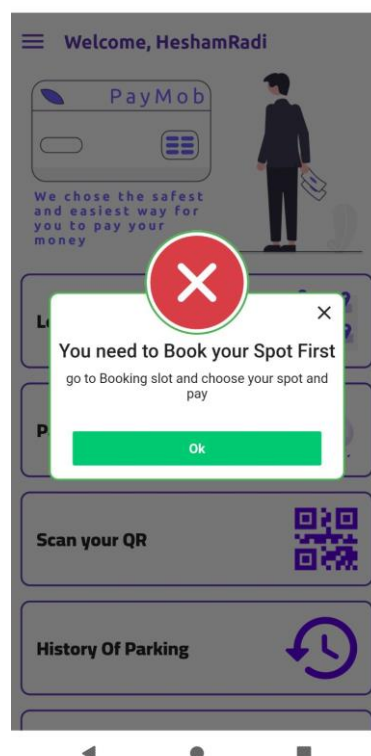 Welcome, HeshamRadi
PayMob
We chose the safest
and easiest way for
you to pay your
money
You need to Book your Spot First
go to Booking slot and choose your spot and
pay
Ok
Scan your QR
History Of Parking